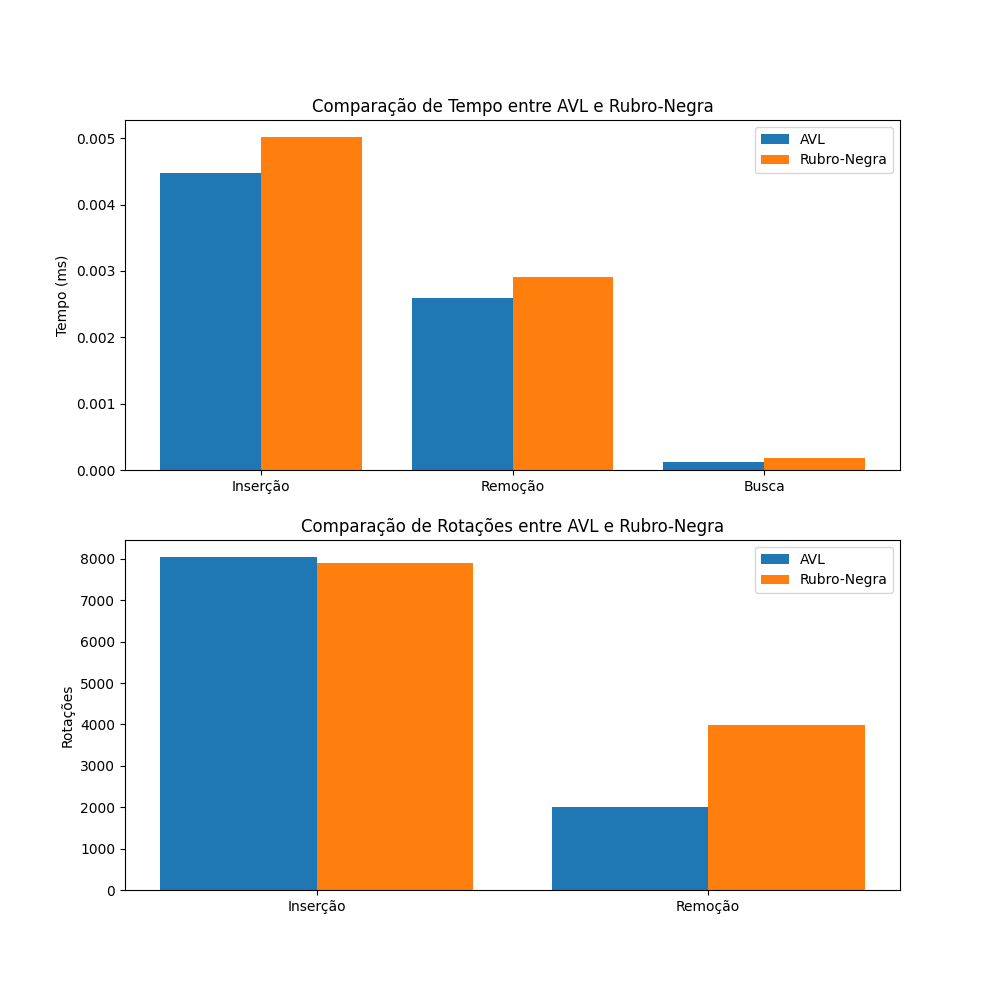 Comparação de Tempo entre AVL e Rubro-Negra
AVL
Rubro-Negra
Tempo (ms)
0.005
0.004
0.003
0.002
0.001
0.000
Inserção Remoção Busca
Comparação de Rotações entre AVL e Rubro-Negra
AVL
Rubro-Negra
Rotações
8000
7000
6000
5000
4000
3000
2000
1000
0
Inserção Remoção